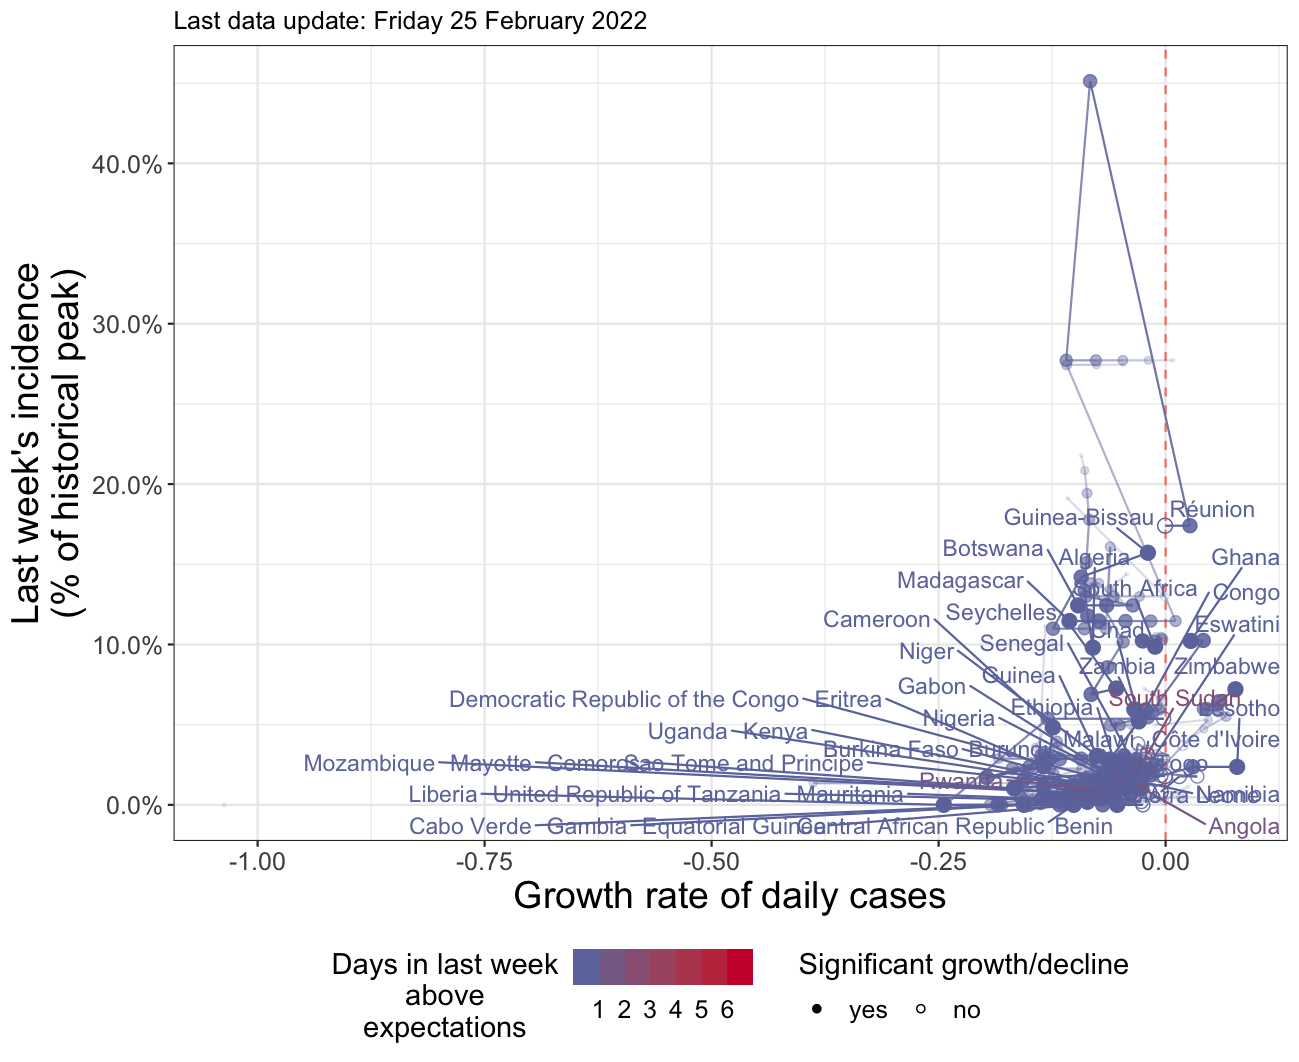 Last data update: Friday 25 February 2022
Last week's incidence
(% of historical peak)
40.0%
30.0%
20.0%
10.0%
0.0%
Réunion
Guinea-Bissau
Botswana
Algeria
Ghana
Madagascar
South Africa
Congo
Cameroon
Seychelles
Chad
Eswatini
Niger
Senegal
Zambia
Zimbabwe
Gabon
Guinea
Democratic Republic of the Congo
Eritrea
Ethiopia
South Sudan
Lesotho
Nigeria
Uganda
Kenya
Burkina Faso
Burundi
Malawi
Côte d'Ivoire
Mozambique
Mayotte
Comoros
Sao Tome and Principe
Togo
Rwanda
Liberia
United Republic of Tanzania
Mauritania
Sierra Leone
Namibia
Cabo Verde
Gambia
Equatorial Guinea
Central African Republic
Benin
Angola
-1.00
-0.75
-0.50
-0.25
0.00
Growth rate of daily cases
Days in last week
above
expectations
1 2 3 4 5 6
Significant growth/decline
yes
no